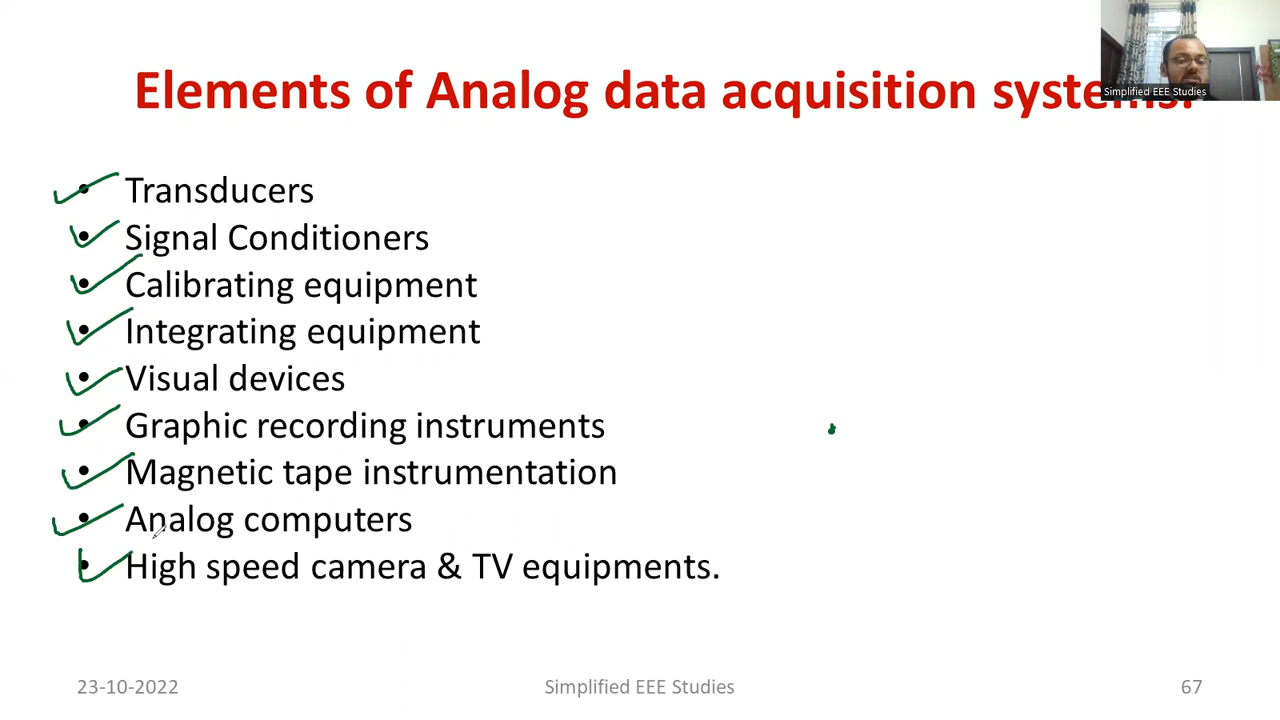 Elements of Analog data acquisition systems.
Simplified EEE Studies
• Transducers
• Signal Conditioners
• Calibrating equipment
• Integrating equipment
• Visual devices
• Graphic recording instruments
• Magnetic tape instrumentation
• Analog computers
• High speed camera & TV equipments.
23-10-2022
Simplified EEE Studies
67